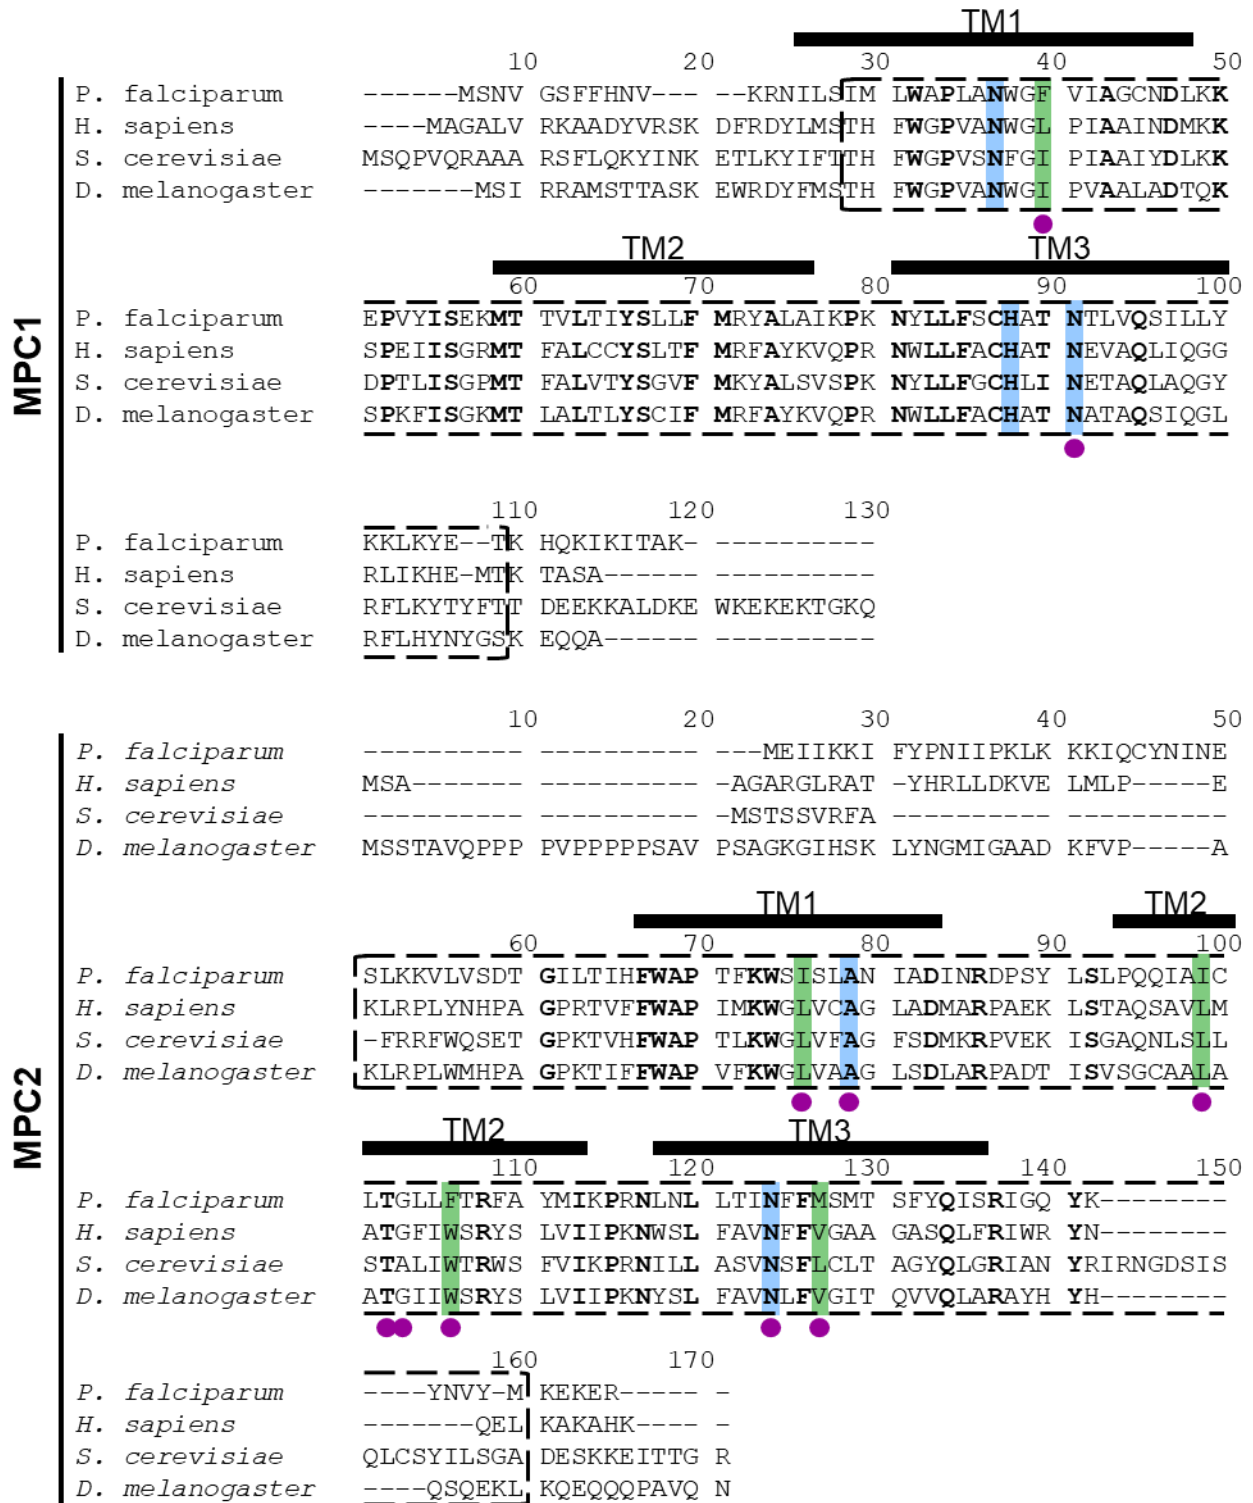 TM1
10 20 30 40 50
P. falciparum ------MSNV GSFFHNV--- --KRNILSIM LWAPLANWGF VIAGCNDLKK
H. sapiens ----MAGALV RKAADYVRSK DFRDYLMSTH FWGPVANWGL PIAAINDMKK
S. cerevisiae MSQPVQRAAA RSFLQKYINK ETLKYIFTTH FWGPVSNFGI PIAAIYDLKK
D. melanogaster -------MSI RRAMSTTASK EWRDYFMSTH FWGPVANWGI PVAALADTQK
TM2 TM3
60 70 80 90 100
MPC1
P. falciparum EPVYISEKMT TVLTIYSLLF MRYALAIKPK NYLLFSCHAT NTLVQSILLY
H. sapiens SPEIISGRMT FALCCYSLTF MRFAYKVQPR NWLLFACHAT NEVAQLIQGG
S. cerevisiae DPTLISGPMT FALVTYSGVF MKYALSVSPK NYLLFGCHLI NETAQLAQGY
D. melanogaster SPKFISGKMT LALTLYSCIF MRFAYKVQPR NWLLFACHAT NATAQSIQGL
110 120 130
P. falciparum KKLKYE--TK HQKIKITAK- ----------
H. sapiens RLIKHE-MTK TASA------ ----------
S. cerevisiae RFLKYTYFTT DEEKKALDKE WKEKEKTGKQ
D. melanogaster RFLHYNYGSK EQQA------ ----------
10 20 30 40 50
P. falciparum ---------- ---------- ---MEIIKKI FYPNIIPKLK KKIQCYNINE
H. sapiens MSA------- ---------- -AGARGLRAT -YHRLLDKVE LMLP-----E
S. cerevisiae ---------- ---------- -MSTSSVRFA ---------- ----------
D. melanogaster MSSTAVQPPP PVPPPPPSAV PSAGKGIHSK LYNGMIGAAD KFVP-----A
TM1 TM2
60 70 80 90 100
P. falciparum SLKKVLVSDT GILTIHFWAP TFKWSISLAN IADINRDPSY LSLPQQIAIC
H. sapiens KLRPLYNHPA GPRTVFFWAP IMKWGLVCAG LADMARPAEK LSTAQSAVLM
S. cerevisiae -FRRFWQSET GPKTVHFWAP TLKWGLVFAG FSDMKRPVEK ISGAQNLSLL
D. melanogaster KLRPLWMHPA GPKTIFFWAP VFKWGLVAAG LSDLARPADT ISVSGCAALA
MPC2
TM2 TM3
110 120 130 140 150
P. falciparum LTGLLFTRFA YMIKPRNLNL LTINFFMSMT SFYQISRIGQ YK--------
H. sapiens ATGFIWSRYS LVIIPKNWSL FAVNFFVGAA GASQLFRIWR YN--------
S. cerevisiae STALIWTRWS FVIKPRNILL ASVNSFLCLT AGYQLGRIAN YRIRNGDSIS
D. melanogaster ATGIIWSRYS LVIIPKNYSL FAVNLFVGIT QVVQLARAYH YH--------
160 170
P. falciparum ----YNVY-M KEKER----- -
H. sapiens -------QEL KAKAHK---- -
S. cerevisiae QLCSYILSGA DESKKEITTG R
D. melanogaster ----QSQEKL KQEQQQPAVQ N